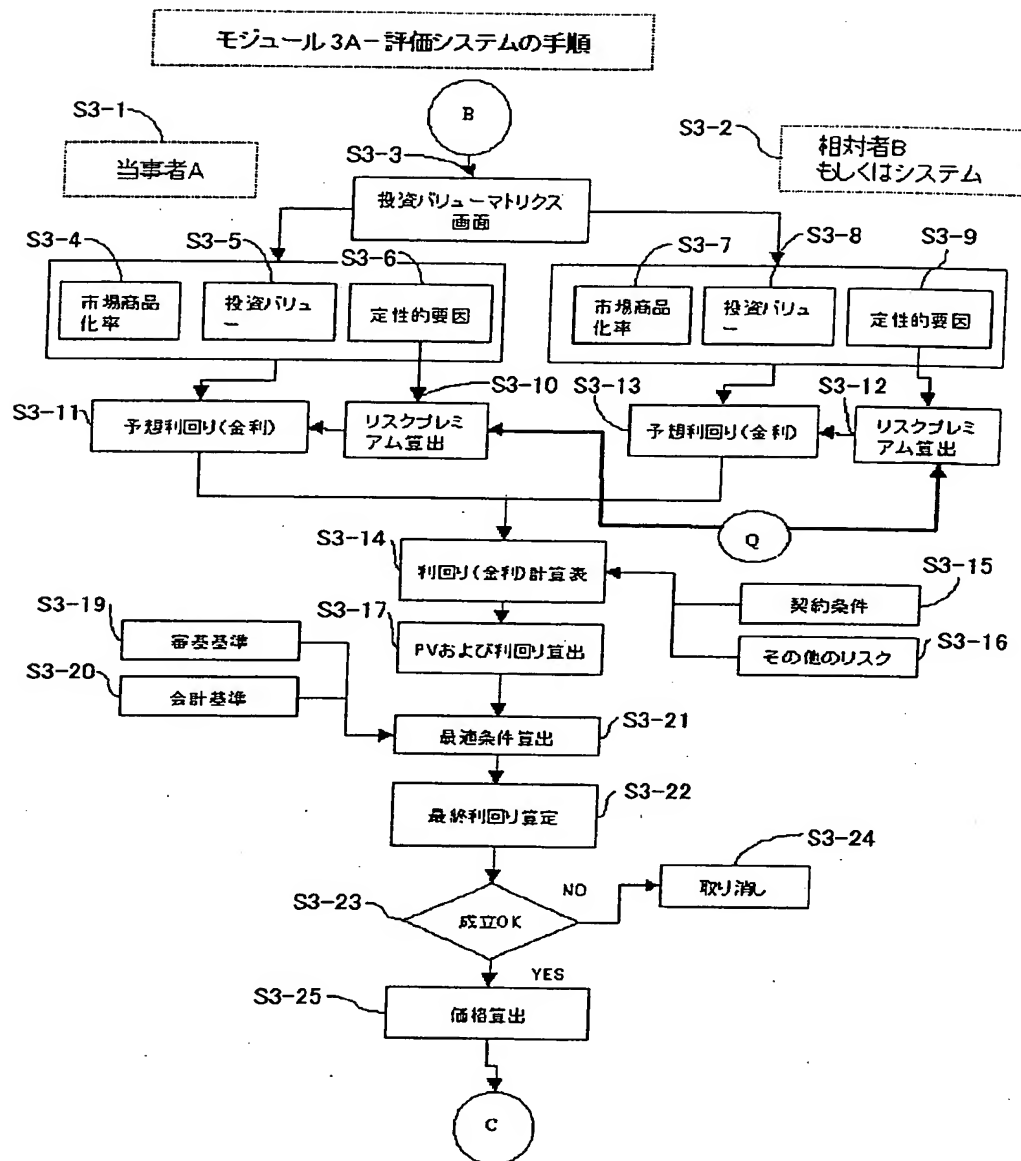 モジュール3A－評価システムの手順
B
S3-1
S3-2
S3-3
当事者A
相対者B
もしくはシステム
投資バリューマトリクス
画面
S3-4
S3-5
S3-6
S3-7
S3-8
S3-9
市場商品
化率
投資バリュ
ー
定性的要因
市場商品
化率
投資バリュ
ー
定性的要因
S3-10
S3-13
S3-12
S3-11
予想利回り(金利)
リスクプレミ
アム算出
予想利回り(金利)
リスクプレミ
アム算出
Q
S3-14
利回り(金利)計算表
S3-15
契約条件
S3-19
S3-17
審基基準
PVおよび利回り算出
その他のリスク
S3-16
S3-20
会計基準
S3-21
最適条件算出
S3-22
最終利回り算定
S3-24
NO
取り消し
S3-23
成立OK
YES
S3-25
価格算出
C